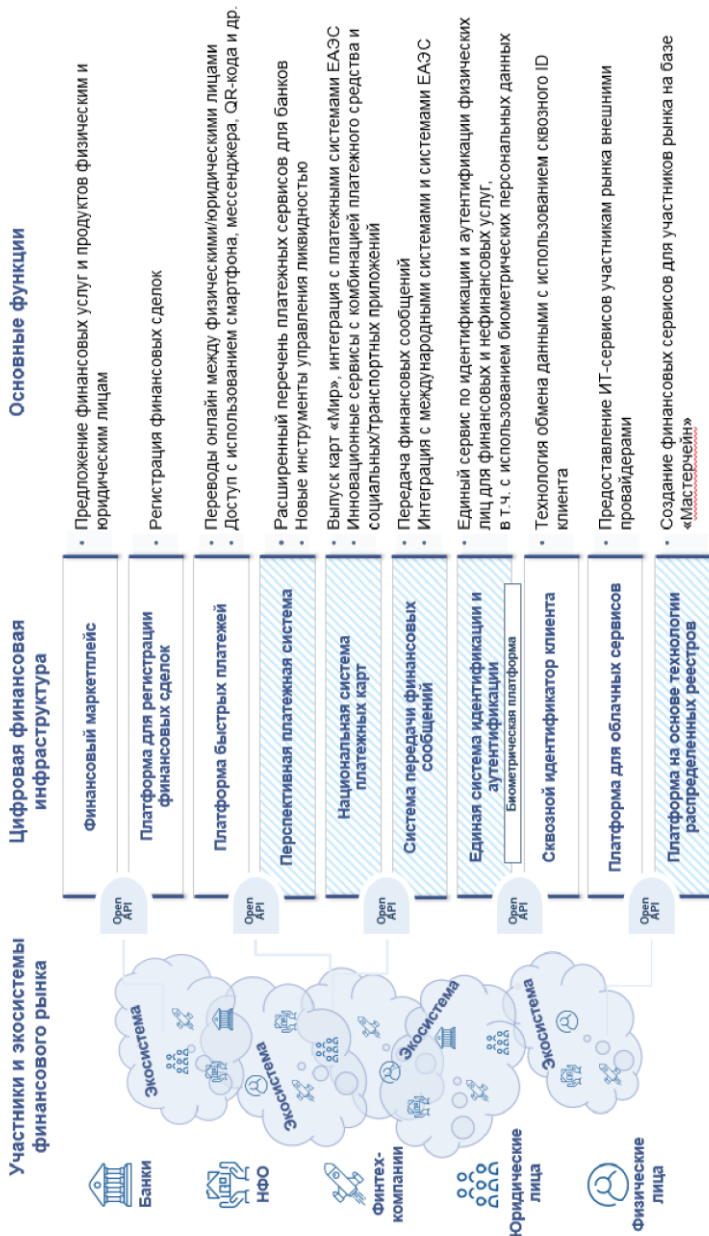 Участники и экосистемы
финансового рынка
Банки
НФО
Финтех-
компании
Юридические
лица
Физические
лица
Экосистема
Экосистема
Экосистема
Экосистема
Open
API
Open
API
Open
API
Open
API
Open
API
Цифровая финансовая
инфраструктура
Финансовый маркетплейс
Платформа для регистрации
финансовых сделок
Платформа быстрых платежей
Перспективная платежная система
Национальная система
платежных карт
Система передачи финансовых
сообщений
Единая система идентификации и
аутентификации
Биометрическая платформа
Сквозной идентификатор клиента
Платформа для облачных сервисов
Платформа на основе технологии
распределенных реестров
Основные функции
• Предложение финансовых услуг и продуктов физическим и
юридическим лицам
• Регистрация финансовых сделок
• Переводы онлайн между физическими/юридическими лицами
• Доступ с использованием смартфона, мессенджера, QR-кода и др.
• Расширенный перечень платежных сервисов для банков
• Новые инструменты управления ликвидностью
• Выпуск карт «Мир», интеграция с платежными системами ЕАЭС
• Инновационные сервисы с комбинацией платежного средства и
социальных/транспортных приложений
• Передача финансовых сообщений
• Интеграция с международными системами и системами ЕАЭС
• Единый сервис по идентификации и аутентификации физических
лиц для финансовых и нефинансовых услуг,
в т.ч. с использованием биометрических персональных данных
• Технология обмена данными с использованием сквозного ID
клиента
• Предоставление ИТ-сервисов участникам рынка внешними
провайдерами
• Создание финансовых сервисов для участников рынка на базе
«Мастерчейн»